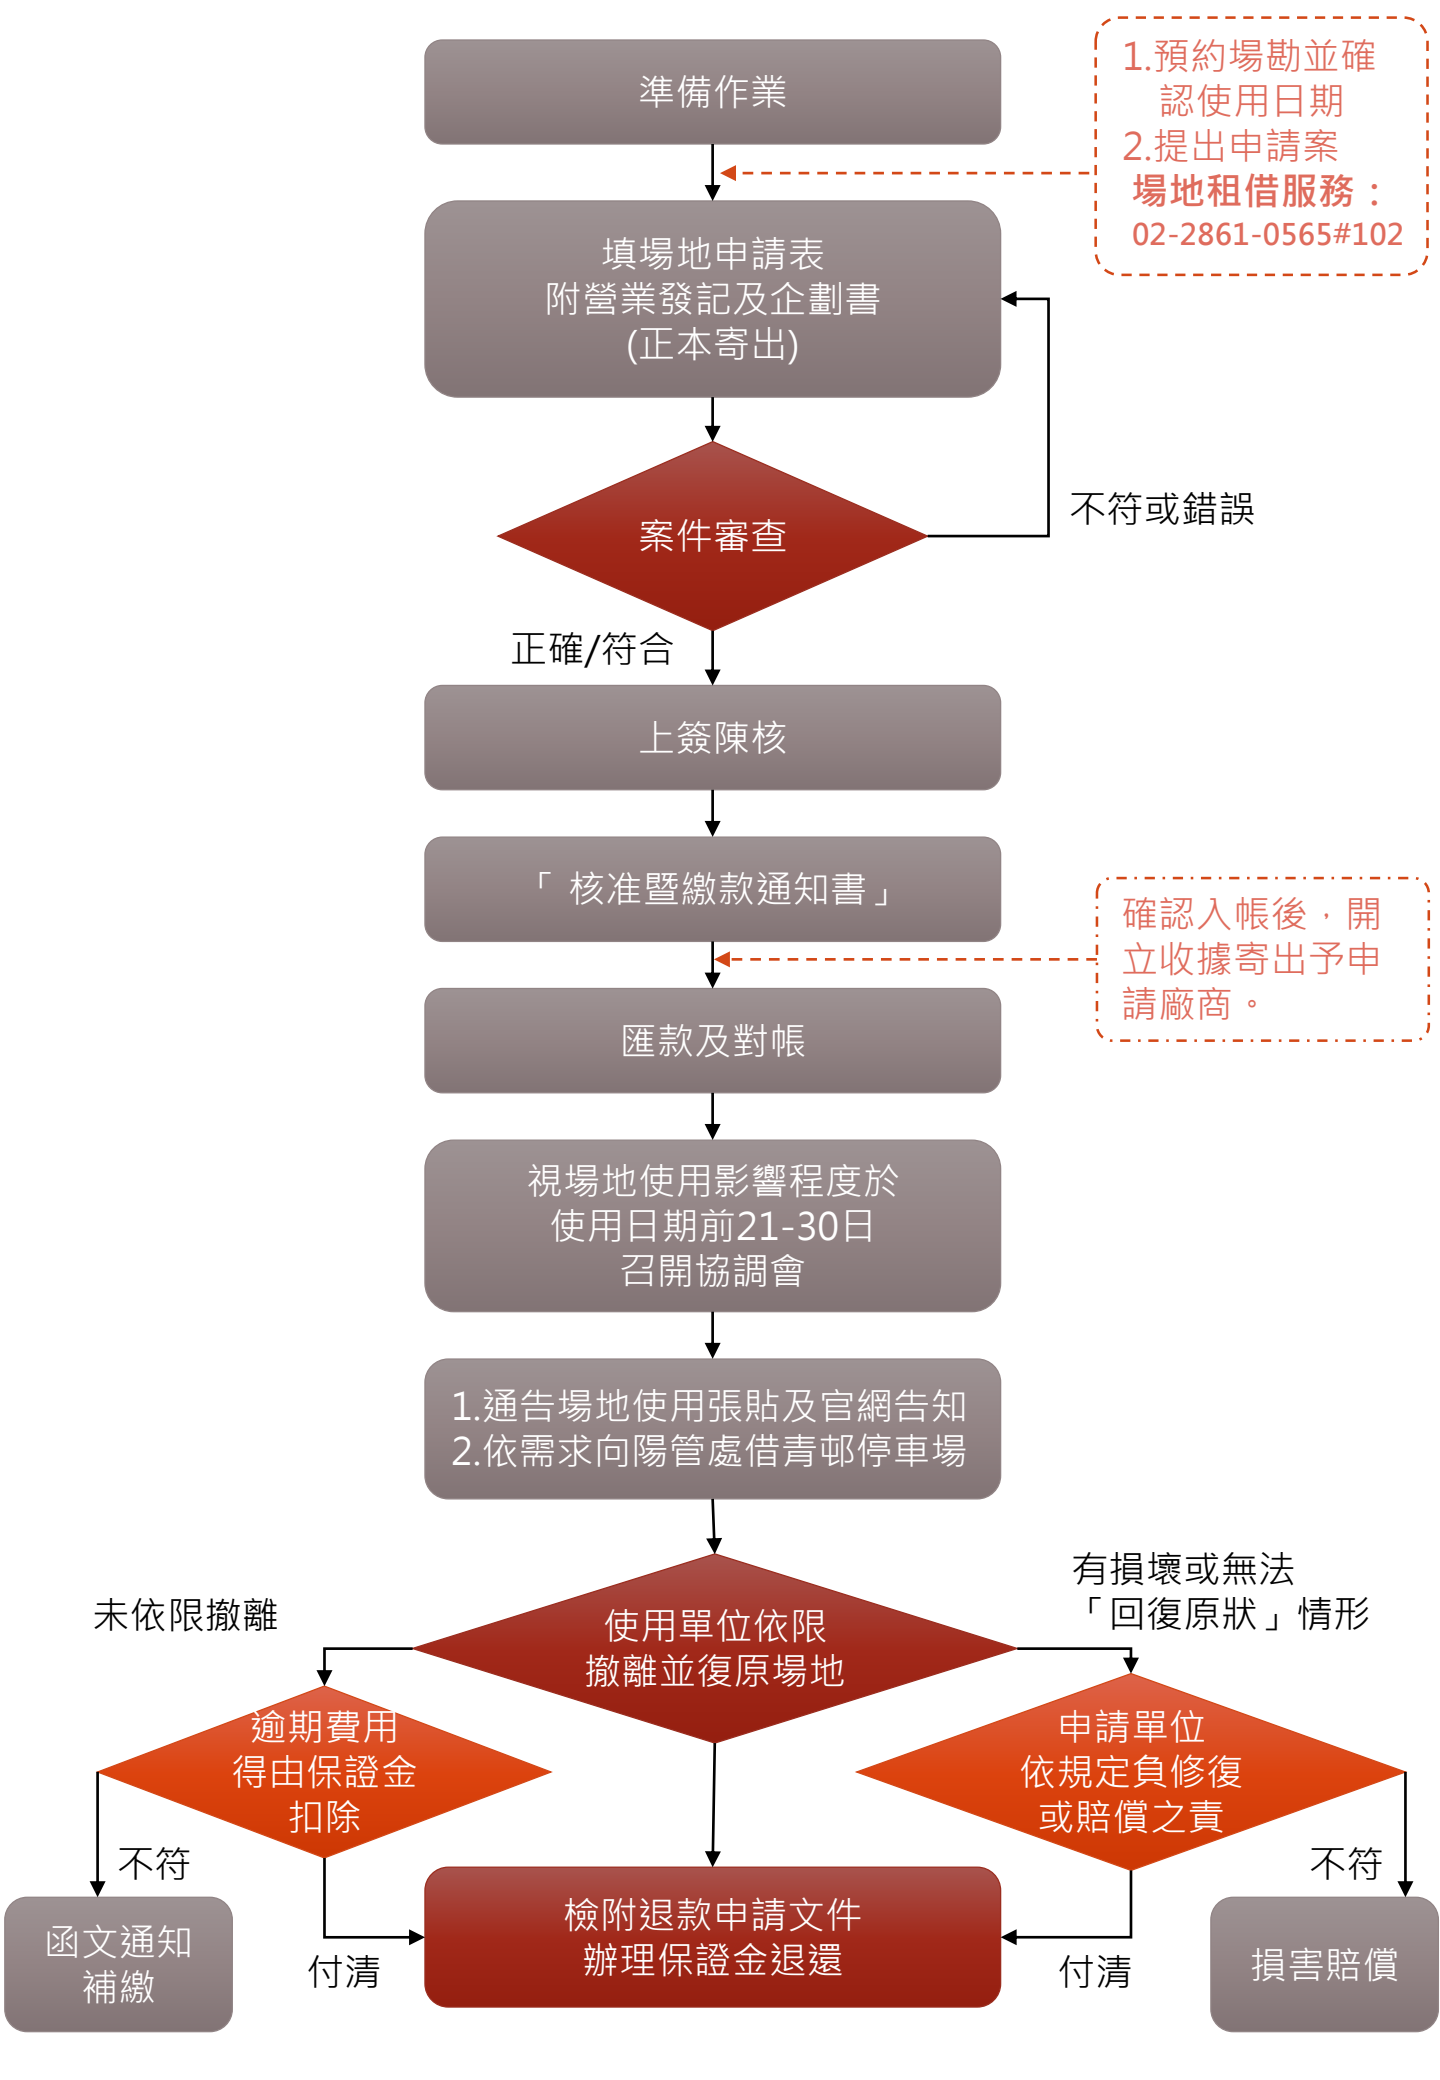 準備作業
1.預約場勘並確
認使用日期
2.提出申請案
場地租借服務：
02-2861-0565#102
填場地申請表
附營業發記及企劃書
(正本寄出)
案件審查
不符或錯誤
正確/符合
上簽陳核
「 核准暨繳款通知書」
確認入帳後，開
立收據寄出予申
請廠商。
匯款及對帳
視場地使用影響程度於
使用日期前21-30日
召開協調會
1.通告場地使用張貼及官網告知
2.依需求向陽管處借青邨停車場
使用單位依限
撤離並復原場地
未依限撤離
有損壞或無法
「回復原狀」情形
逾期費用
得由保證金
扣除
申請單位
依規定負修復
或賠償之責
不符
不符
函文通知
補繳
付清
檢附退款申請文件
辦理保證金退還
付清
損害賠償